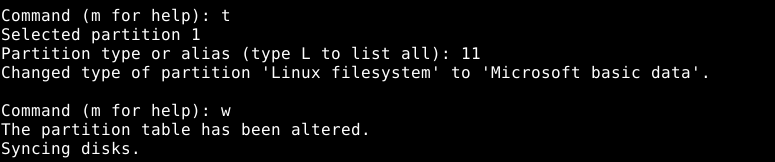 Command (m for help): t
Selected partition 1
Partition type or alias (type L to list all): 11
Changed type of partition 'Linux filesystem' to 'Microsoft basic data'.
Command (m for help): w
The partition table has been altered.
Syncing disks.